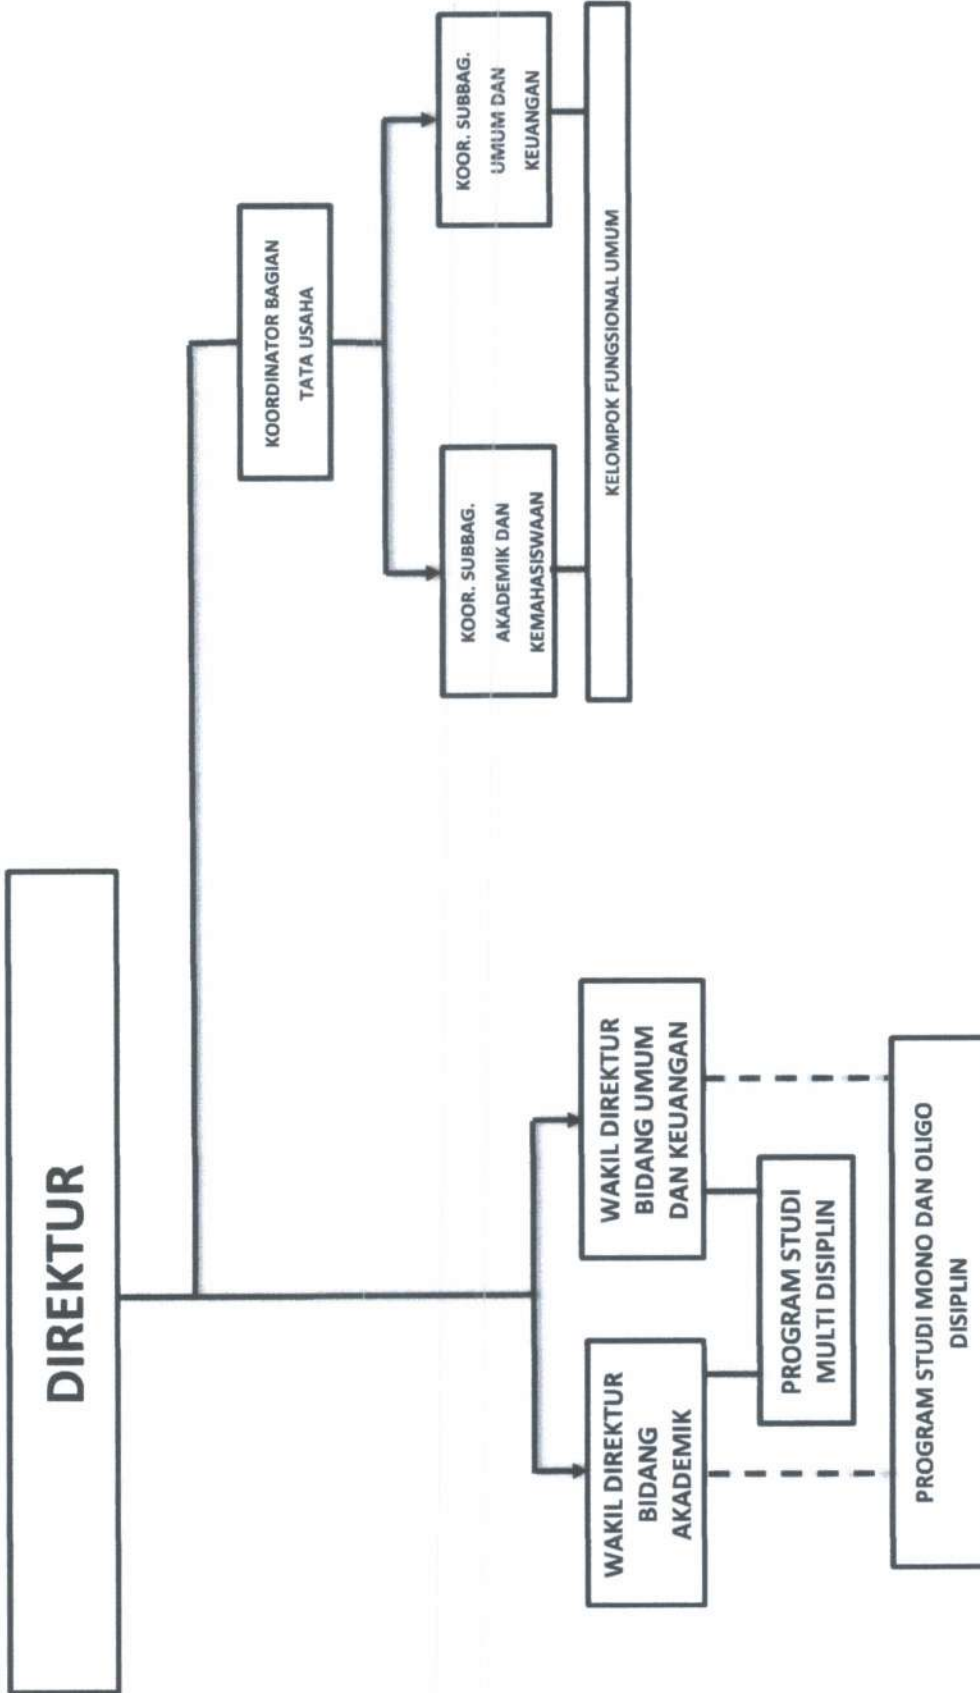 DIREKTUR
KOORDINATOR BAGIAN
TATA USAHA
WAKIL DIREKTUR
BIDANG
AKADEMIK
WAKIL DIREKTUR
BIDANG UMUM
DAN KEUANGAN
KOOR. SUBBAG.
AKADEMIK DAN
KEMAHASISWAAN
KOOR. SUBBAG.
UMUM DAN
KEUANGAN
PROGRAM STUDI
MULTI DISIPLIN
KELOMPOK FUNGSIONAL UMUM
PROGRAM STUDI MONO DAN OLIGO
DISIPLIN